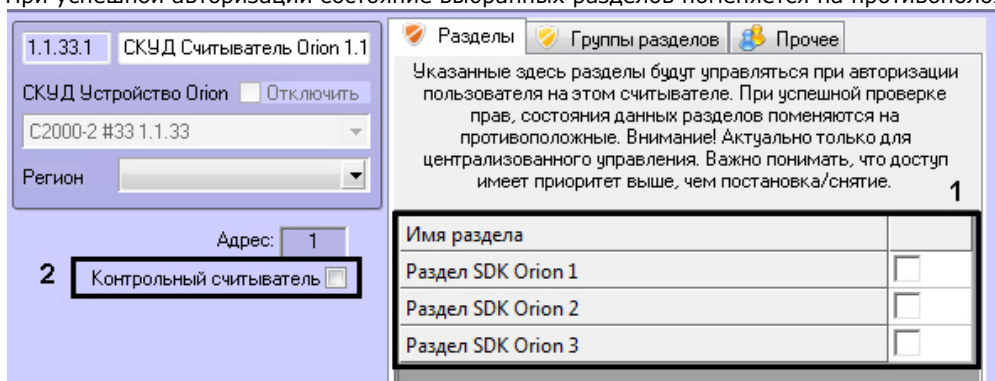 При успешной авторизации состояние выбранных разделов поменяется на противополо
1.1.33.1 СКУД Считыватель Orion 1.1
СКУД Устройство Orion Отключить
С2000-2 #33 1.1.33
Регион
Адрес: 1
2 Контрольный считыватель
Разделы Группы разделов Прочее
Указанные здесь разделы будут управляться при авторизации
пользователя на этом считывателе. При успешной проверке
прав, состояния данных разделов поменяются на
противоположные. Внимание! Актуально только для
централизованного управления. Важно понимать, что доступ
имеет приоритет выше, чем постановка/снятие.
1
Имя раздела
Раздел SDK Orion 1
Раздел SDK Orion 2
Раздел SDK Orion 3